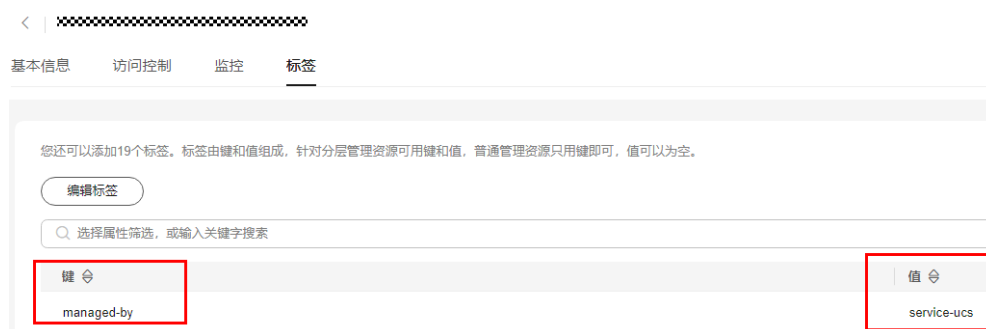 基本信息 访问控制 监控 标签
您还可以添加19个标签。标签由键和值组成，针对分层管理资源可用键和值，普通管理资源只用键即可，值可以为空。
编辑标签
选择属性筛选，或输入关键字搜索
键 值
managed-by service-ucs